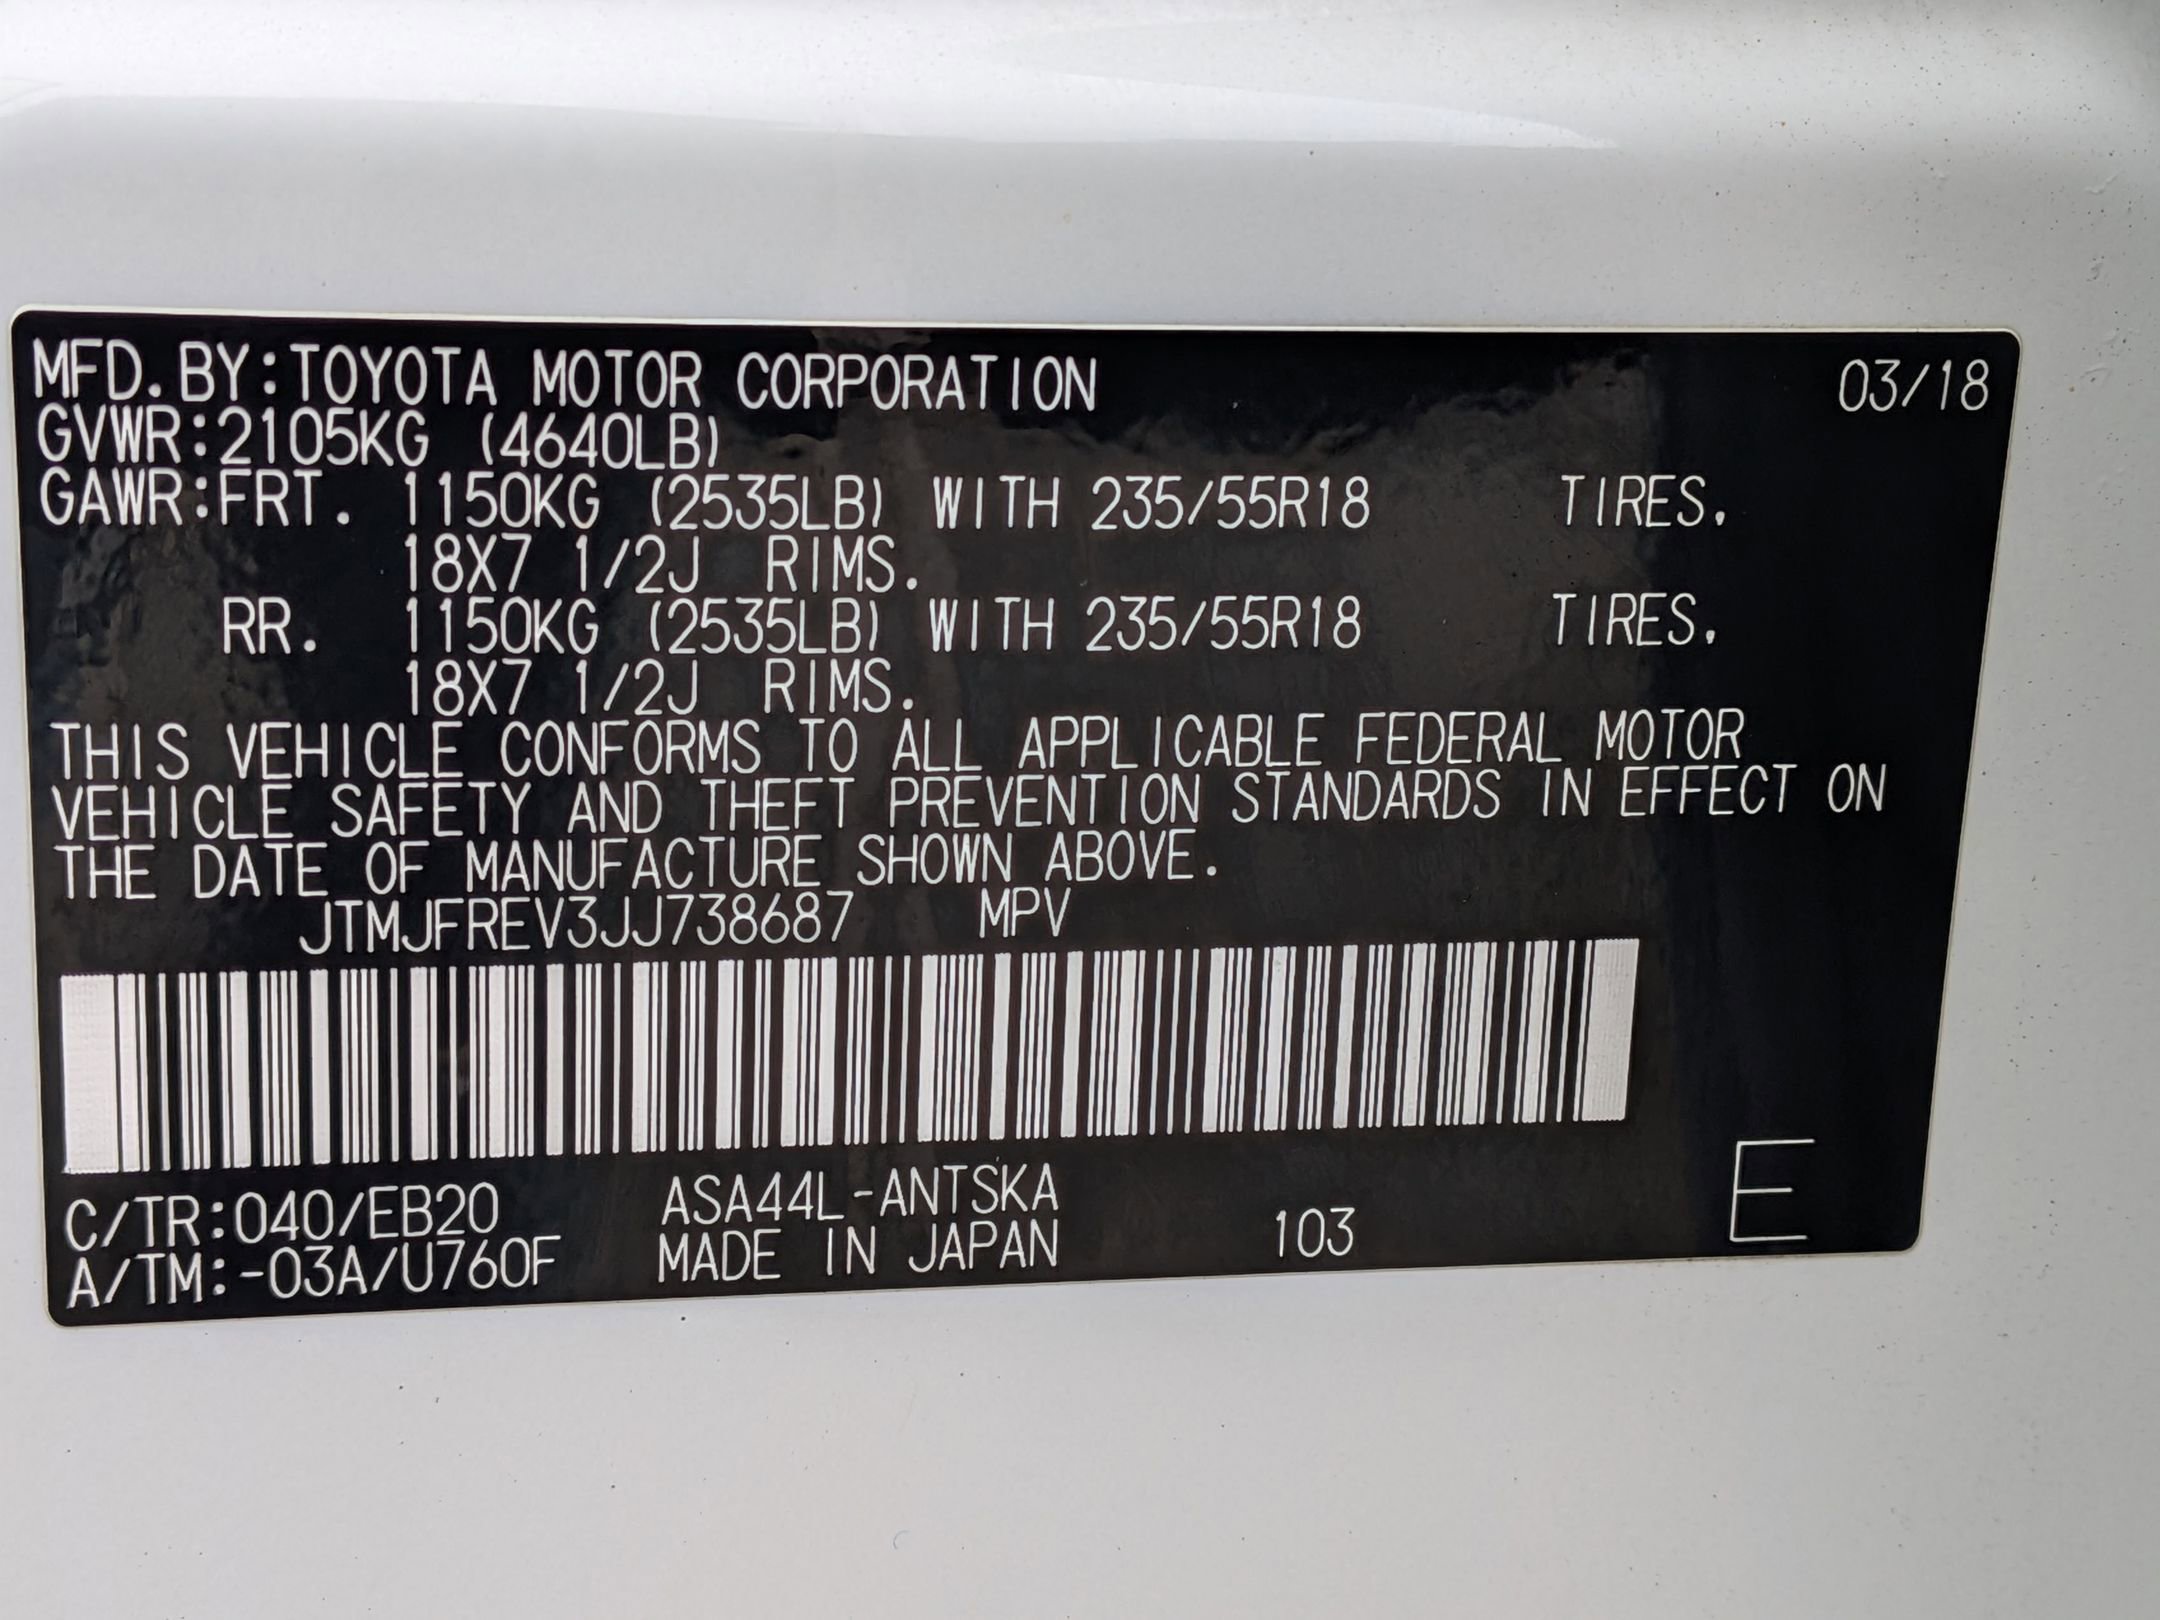 MFD.BY:TOYOTA MOTOR CORPORATION 03/18
GVWR:2105KG (4640LB)
GAWR:FRT. 1150KG (2535LB) WITH 235/55R18 TIRES.
18X7 1/2J RIMS.
RR. 1150KG (2535LB) WITH 235/55R18 TIRES.
18X7 1/2J RIMS.
THIS VEHICLE CONFORMS TO ALL APPLICABLE FEDERAL MOTOR
VEHICLE SAFETY AND THEFT PREVENTION STANDARDS IN EFFECT ON
THE DATE OF MANUFACTURE SHOWN ABOVE.
JTMJFREV3JJ738687 MPV
C/TR:040/EB20 ASA44L-ANTSKA
A/TM:-03A/U760F MADE IN JAPAN 103 E